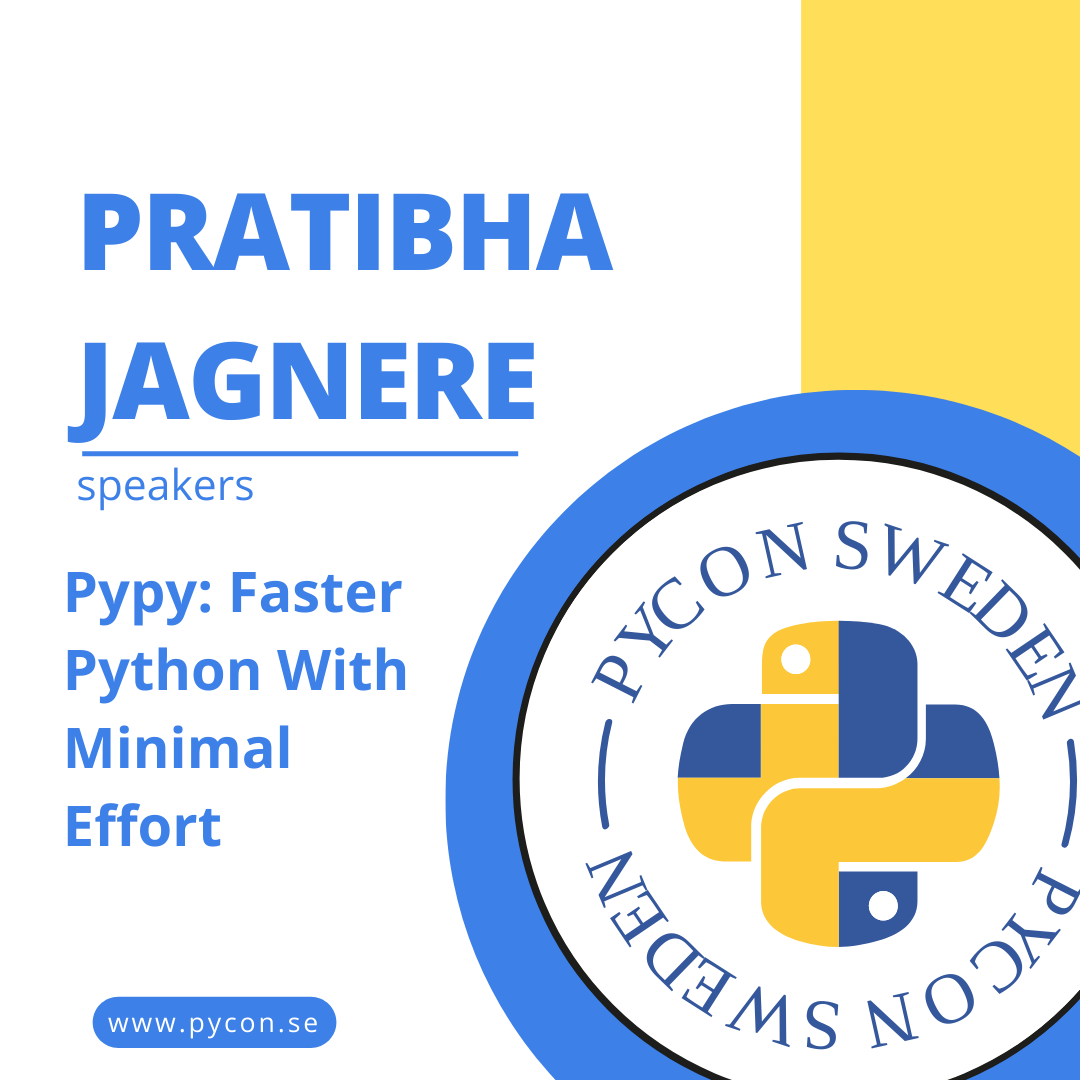 PRATIBHA
JAGNERE
speakers
Pypy: Faster
Python With
Minimal
Effort
PYCON SWEDEN
PYCON SWEDEN
www.pycon.se